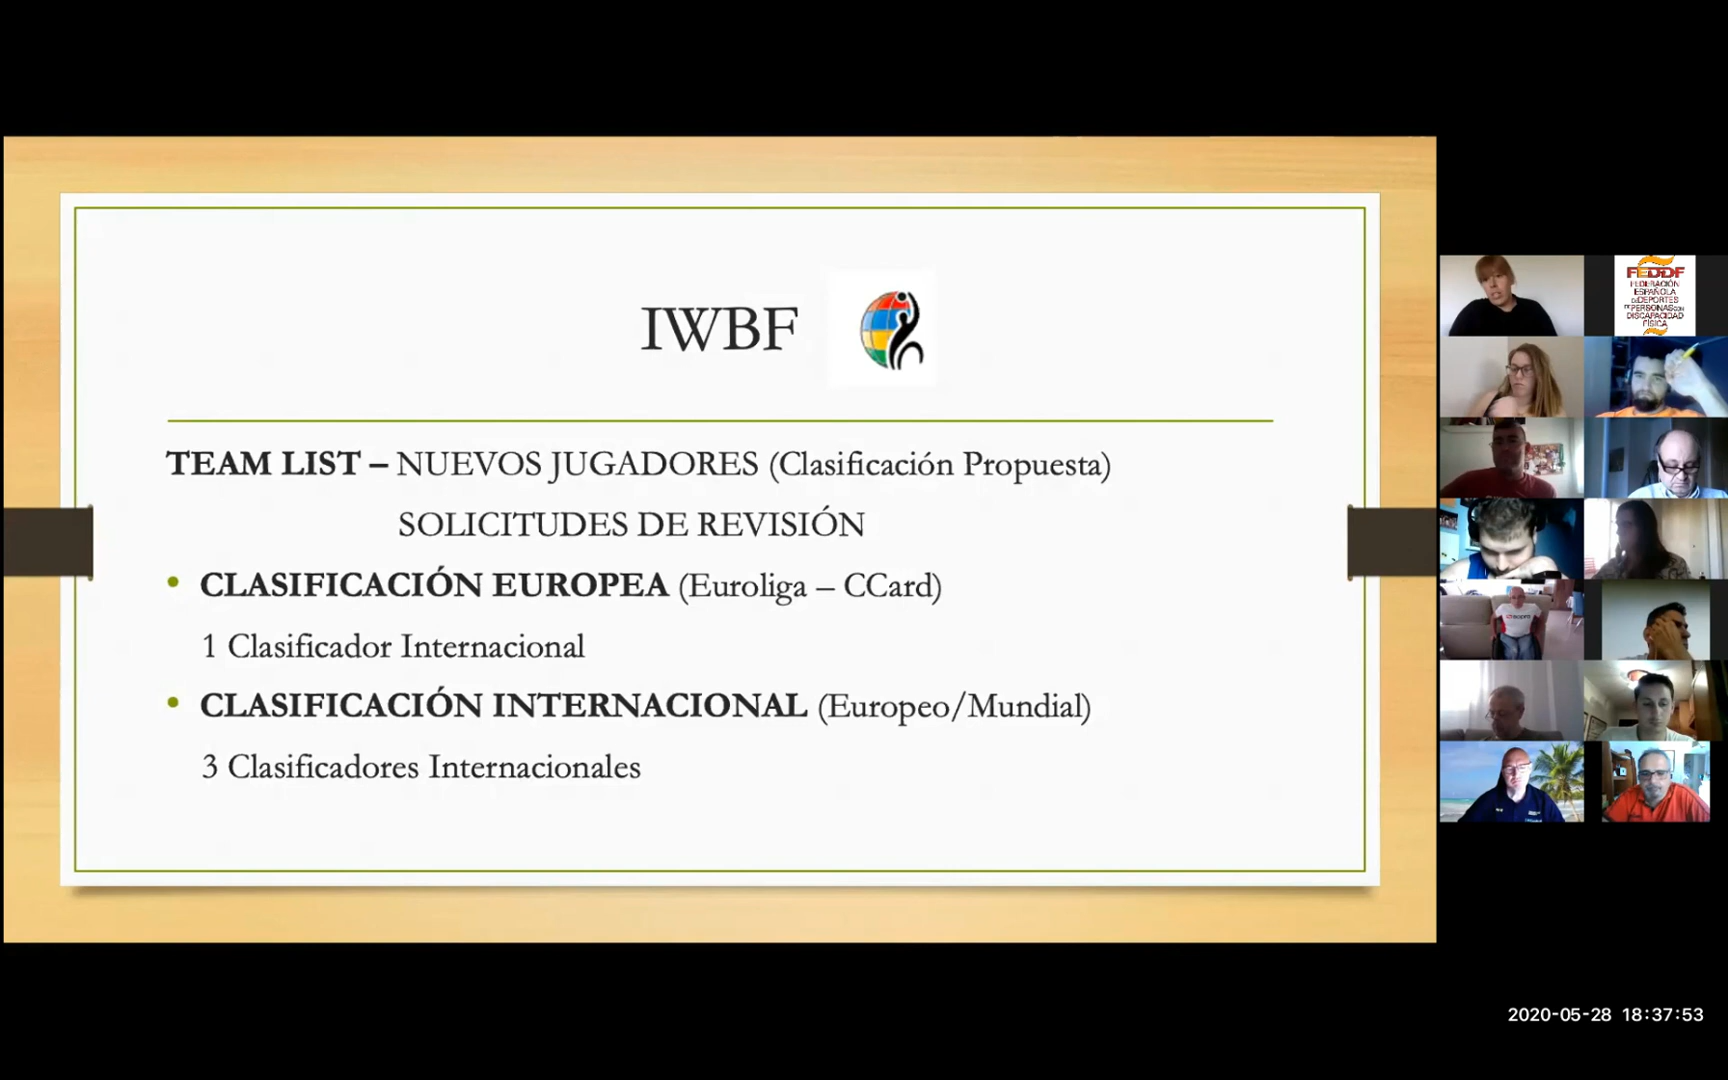 IWBF
TEAM LIST – NUEVOS JUGADORES (Clasificación Propuesta)
SOLICITUDES DE REVISIÓN
• CLASIFICACIÓN EUROPEA (Euroliga – CCard)
1 Clasificador Internacional
• CLASIFICACIÓN INTERNACIONAL (Europeo/Mundial)
3 Clasificadores Internacionales
FEDDF
FEDERACIÓN
ESPAÑOLA
DE DEPORTES
DE PERSONAS CON
DISCAPACIDAD
FÍSICA
2020-05-28 18:37:53